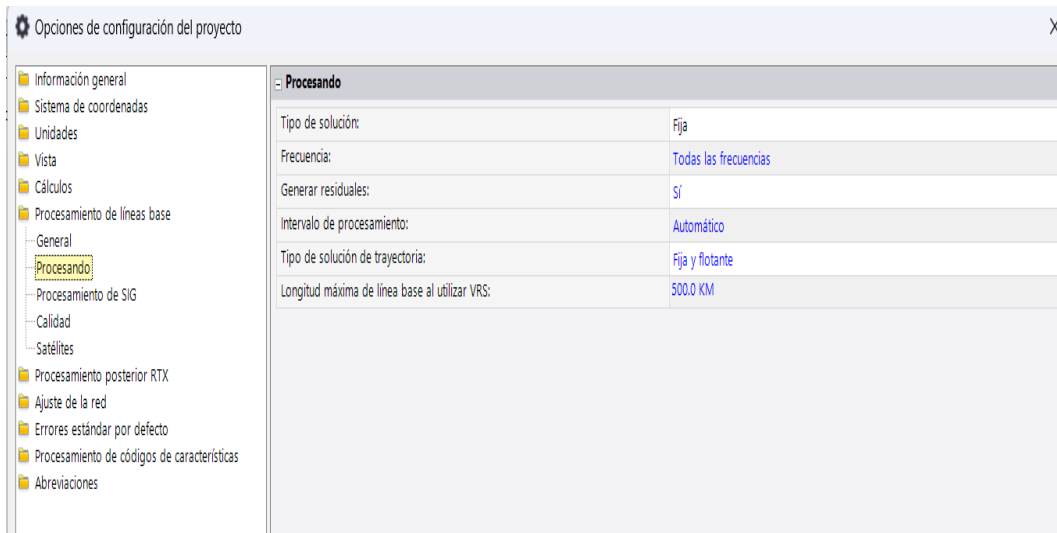 Opciones de configuración del proyecto
X
Información general
Sistema de coordenadas
Unidades
Vista
Cálculos
Procesamiento de líneas base
General
Procesando
Procesamiento de SIG
Calidad
Satélites
Procesamiento posterior RTX
Ajuste de la red
Errores estándar por defecto
Procesamiento de códigos de características
Abreviaciones
Procesando
Tipo de solución: Fija
Frecuencia: Todas las frecuencias
Generar residuales: Sí
Intervalo de procesamiento: Automático
Tipo de solución de trayectoria: Fija y flotante
Longitud máxima de línea base al utilizar VRS: 500.0 KM